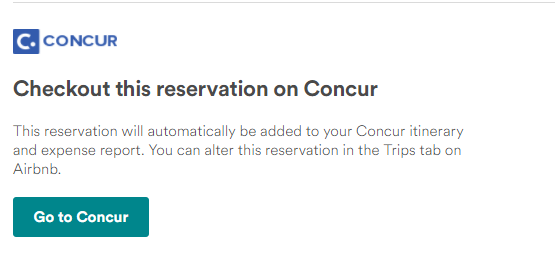 C. CONCUR
Checkout this reservation on Concur
This reservation will automatically be added to your Concur itinerary
and expense report. You can alter this reservation in the Trips tab on
Airbnb.
Go to Concur